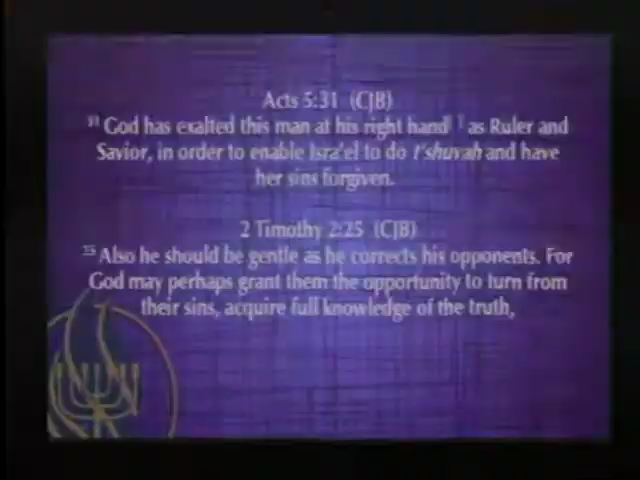 Acts 5:31 (CJB)
31 God has exalted this man at his right hand as Ruler and
Savior, in order to enable Isra'el to do t'shuvah and have
her sins forgiven.
2 Timothy 2:25 (CJB)
25 Also he should be gentle as he corrects his opponents. For
God may perhaps grant them the opportunity to turn from
their sins, acquire full knowledge of the truth,